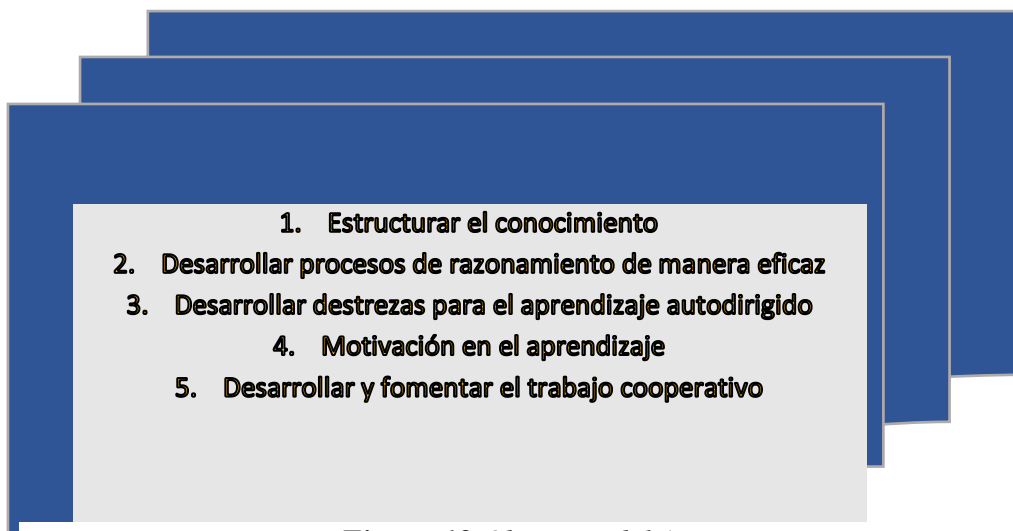 1. Estructurar el conocimiento
2. Desarrollar procesos de razonamiento de manera eficaz
3. Desarrollar destrezas para el aprendizaje autodirigido
4. Motivación en el aprendizaje
5. Desarrollar y fomentar el trabajo cooperativo